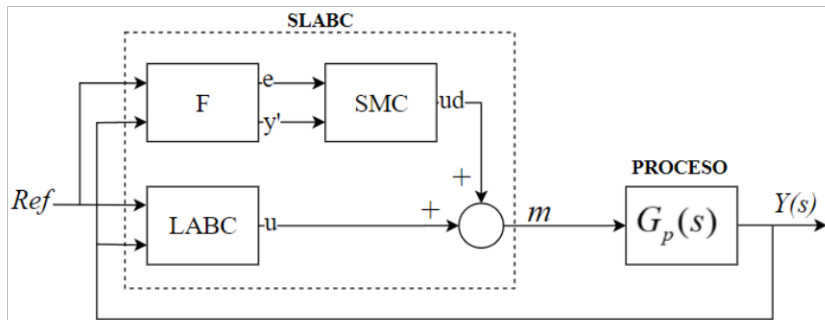 SLABC
F
e
y'
SMC
ud
+
PROCESO
Ref
LABC
u
+
m
G_p(s)
Y(s)